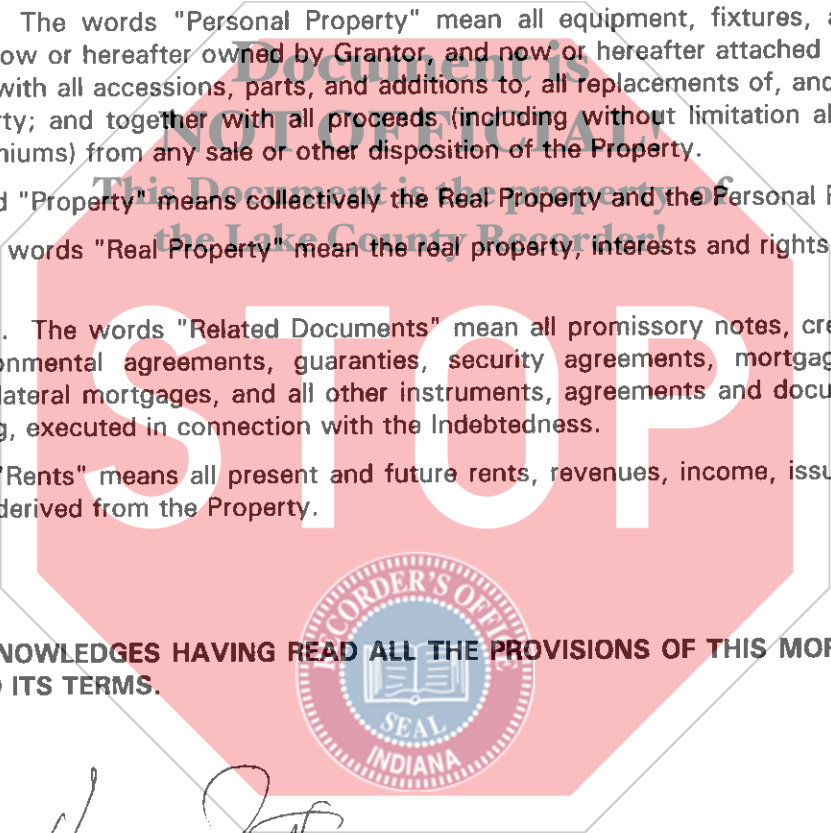 The words "Personal Property" mean all equipment, fixtures, a
ow or hereafter owned by Grantor, and now or hereafter attached
with all accessions, parts, and additions to, all replacements of, and
rty; and together with all proceeds (including without limitation al
niums) from any sale or other disposition of the Property.
d "Property" means collectively the Real Property and the Personal P
words "Real Property" mean the real property, interests and rights
. The words "Related Documents" mean all promissory notes, cre
onmental agreements, guaranties, security agreements, mortgag
lateral mortgages, and all other instruments, agreements and docu
g, executed in connection with the Indebtedness.
"Rents" means all present and future rents, revenues, income, issu
derived from the Property.
NOWLEDGES HAVING READ ALL THE PROVISIONS OF THIS MOR
O ITS TERMS.
Document is
NOT OFFICIAL!
This Document is the property of
the Lake County Recorder!
STOP
RECORDER'S OFFICE
SEAL
INDIANA